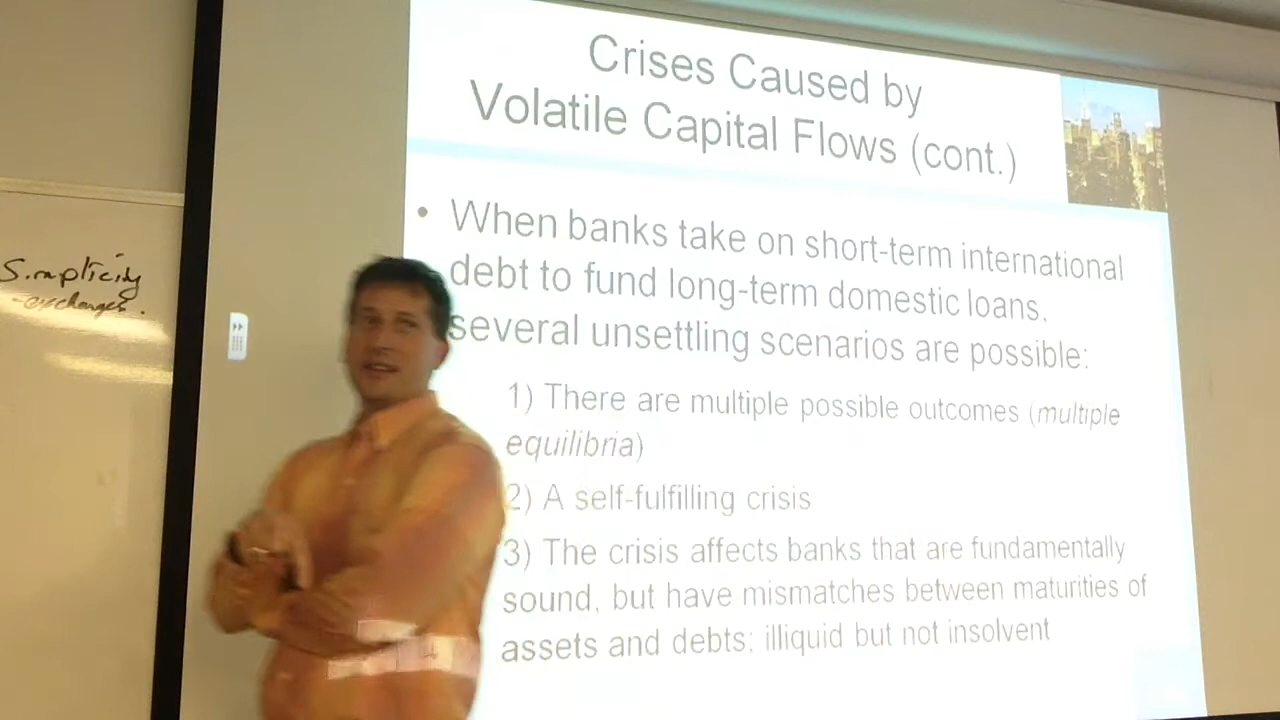 Crises Caused by
Volatile Capital Flows (cont.)
• When banks take on short-term international
debt to fund long-term domestic loans,
several unsettling scenarios are possible:
1) There are multiple possible outcomes (multiple
equilibria)
2) A self-fulfilling crisis
3) The crisis affects banks that are fundamentally
sound, but have mismatches between maturities of
assets and debts: illiquid but not insolvent
Simplicity
-exchanges.